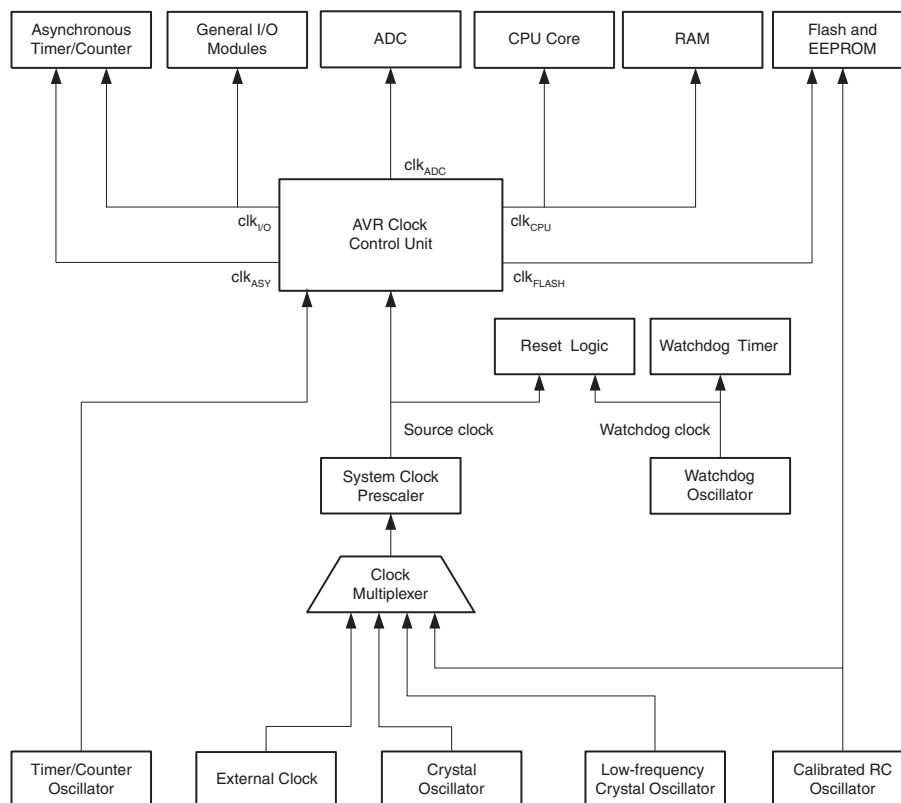 Asynchronous
Timer/Counter
General I/O
Modules
ADC
CPU Core
RAM
Flash and
EEPROM
clkADC
AVR Clock
Control Unit
clkI/O
clkCPU
clkASY
clkFLASH
Reset Logic
Watchdog Timer
Source clock
Watchdog clock
System Clock
Prescaler
Watchdog
Oscillator
Clock
Multiplexer
Timer/Counter
Oscillator
External Clock
Crystal
Oscillator
Low-frequency
Crystal Oscillator
Calibrated RC
Oscillator